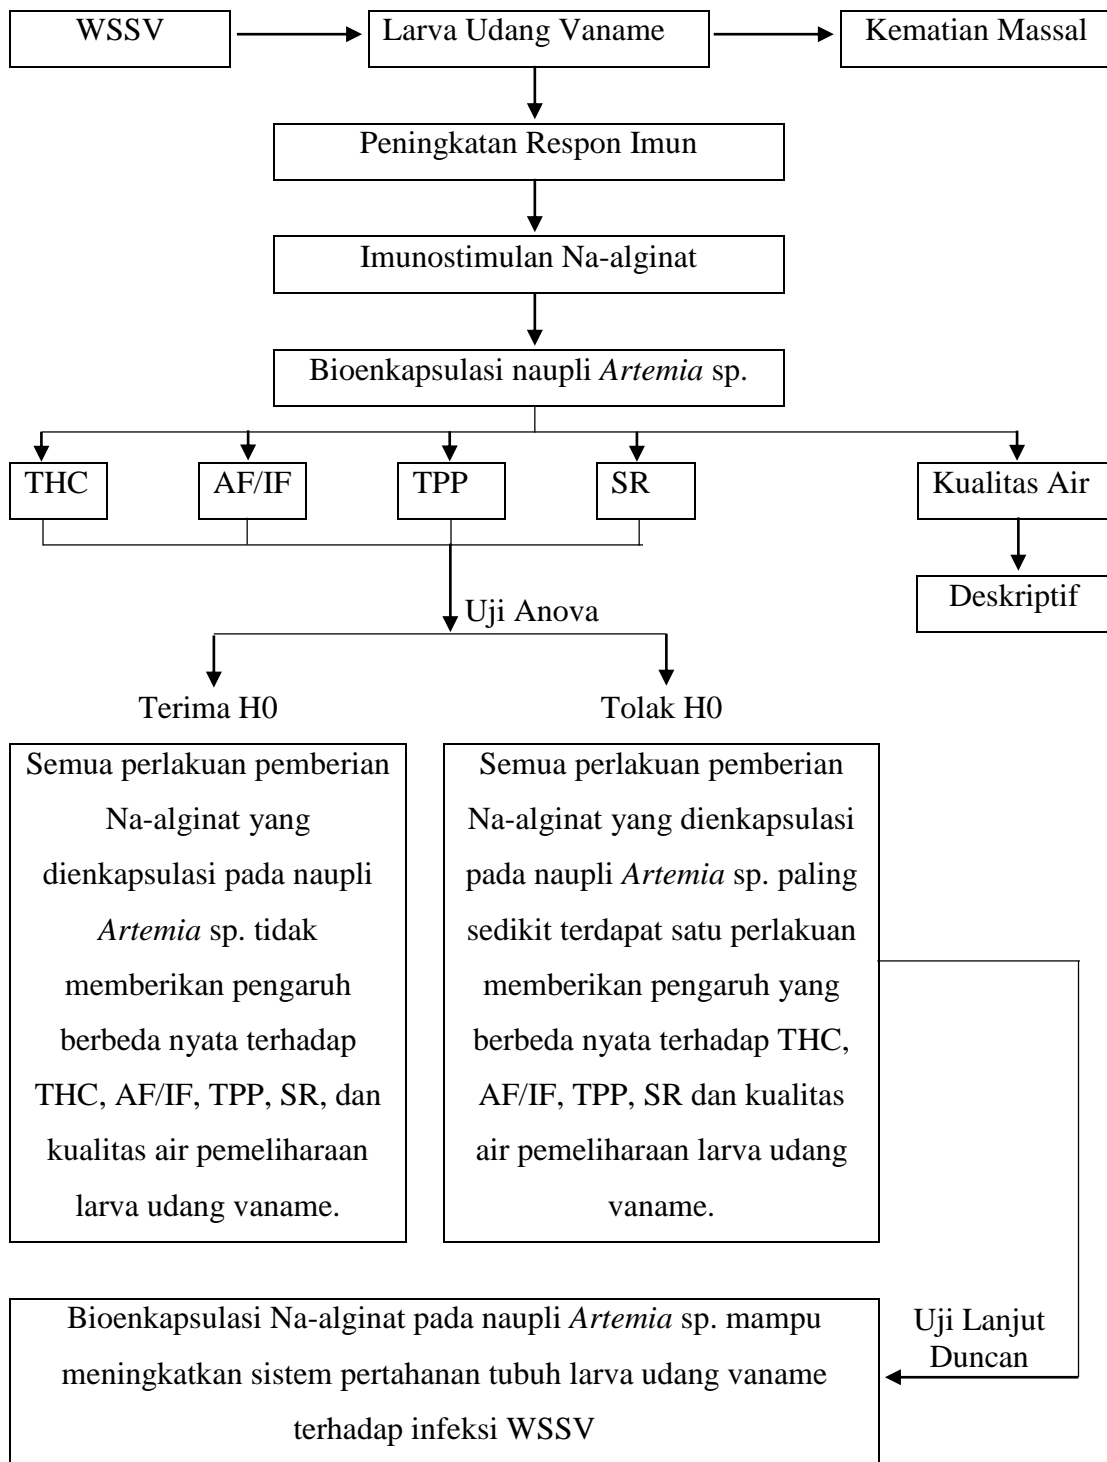 WSSV
Larva Udang Vaname
Kematian Massal
Peningkatan Respon Imun
Imunostimulan Na-alginat
Bioenkapsulasi naupli Artemia sp.
THC
AF/IF
TPP
SR
Kualitas Air
Deskriptif
Uji Anova
Terima H0
Tolak H0
Semua perlakuan pemberian
Na-alginat yang
dienkapsulasi pada naupli
Artemia sp. tidak
memberikan pengaruh
berbeda nyata terhadap
THC, AF/IF, TPP, SR, dan
kualitas air pemeliharaan
larva udang vaname.
Semua perlakuan pemberian
Na-alginat yang dienkapsulasi
pada naupli Artemia sp. paling
sedikit terdapat satu perlakuan
memberikan pengaruh yang
berbeda nyata terhadap THC,
AF/IF, TPP, SR dan kualitas
air pemeliharaan larva udang
vaname.
Uji Lanjut
Duncan
Bioenkapsulasi Na-alginat pada naupli Artemia sp. mampu
meningkatkan sistem pertahanan tubuh larva udang vaname
terhadap infeksi WSSV